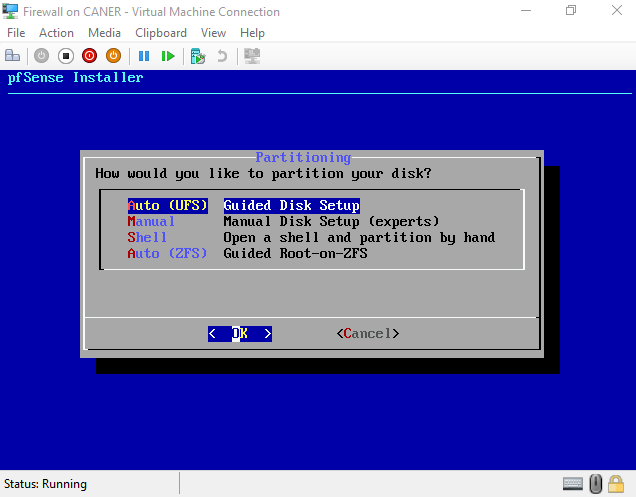 Firewall on CANER - Virtual Machine Connection
File Action Media Clipboard View Help
pfSense Installer
Partitioning
How would you like to partition your disk?
Auto (UFS) Guided Disk Setup
Manual Manual Disk Setup (experts)
Shell Open a shell and partition by hand
Auto (ZFS) Guided Root-on-ZFS
< OK > <Cancel>
Status: Running